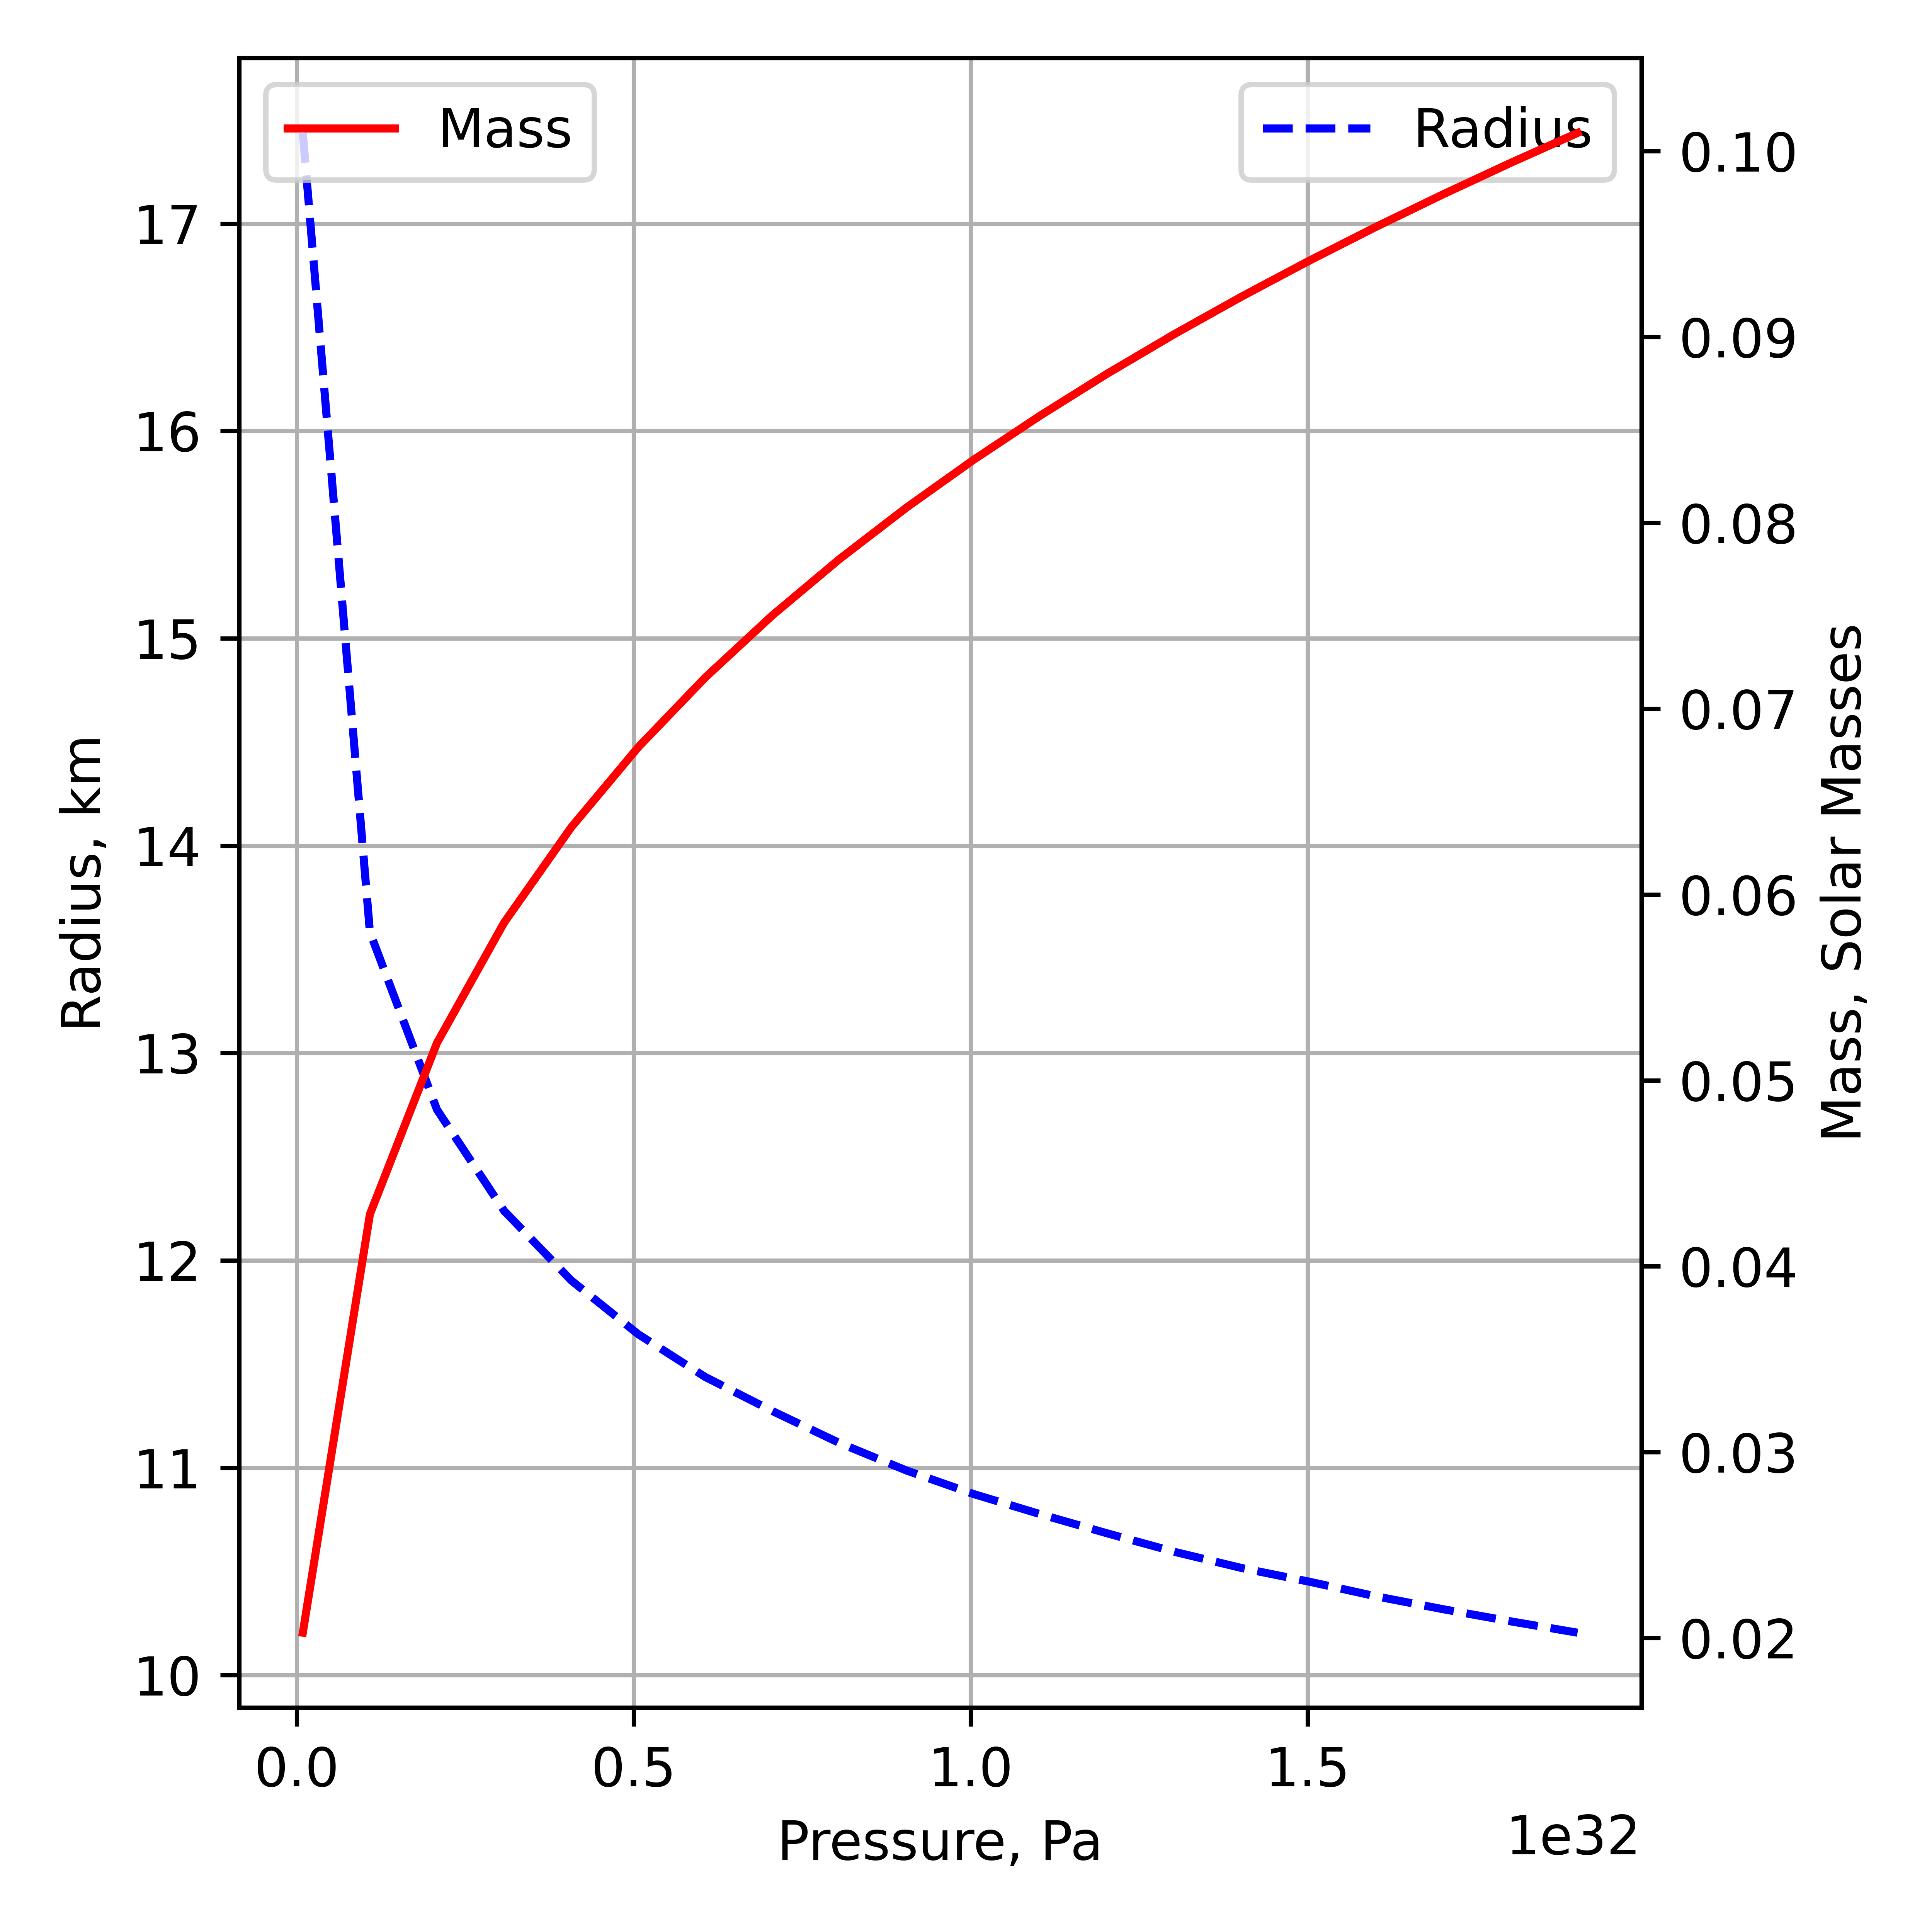 Mass
Radius
17
16
15
14
13
12
11
10
Radius, km
0.10
0.09
0.08
0.07
0.06
0.05
0.04
0.03
0.02
Mass, Solar Masses
0.0 0.5 1.0 1.5
1e32
Pressure, Pa